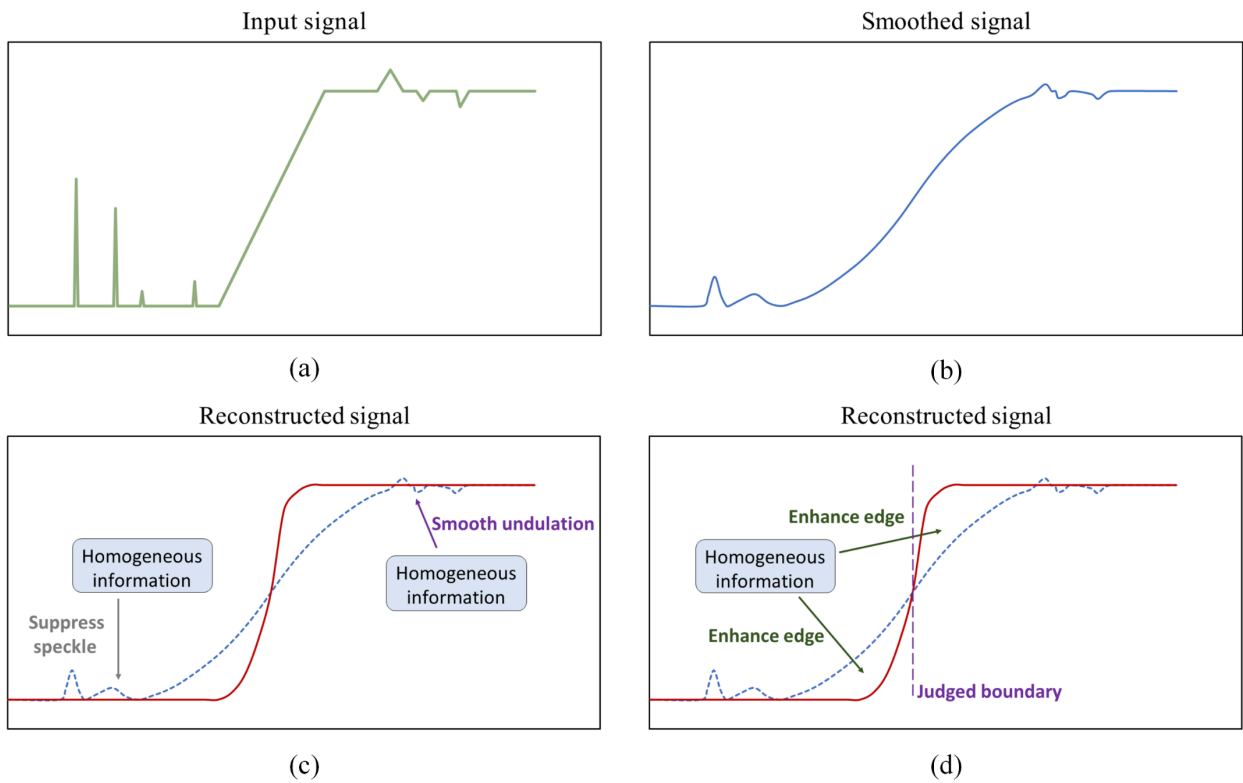 Input signal
Smoothed signal
(a)
(b)
Reconstructed signal
Reconstructed signal
Smooth undulation
Homogeneous
information
Homogeneous
information
Suppress
speckle
(c)
Enhance edge
Homogeneous
information
Enhance edge
Judged boundary
(d)